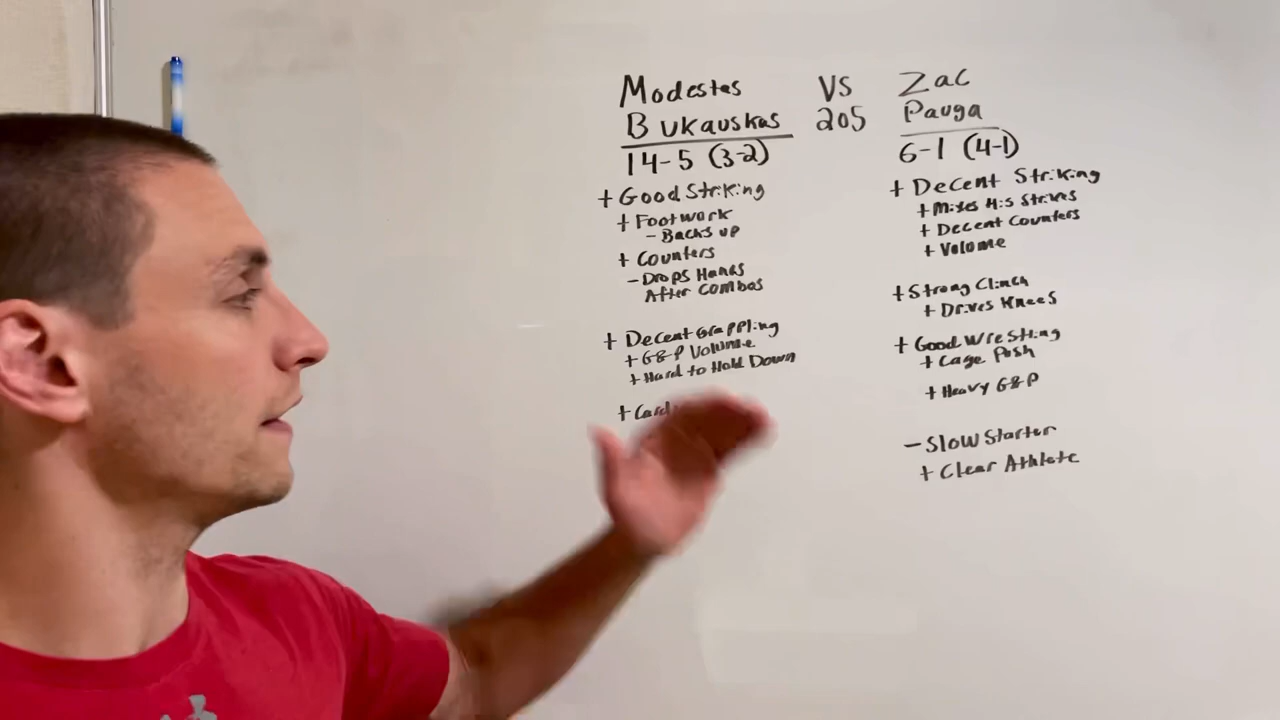 Modestas
Bukauskas
14-5 (3-2)
+ Good Striking
+ Footwork
- Backs up
+ Counters
- Drops Hands
After Combos
+ Decent Grappling
+ G&P Volume
+ Hard to Hold Down
+
VS
205
Zac
Pauga
6-1 (4-1)
+ Decent Striking
+ Mixes His Strikes
+ Decent Counters
+ Volume
+ Strong Clinch
+ Drives Knees
+ Good Wrestling
+ Cage Push
+ Heavy G&P
- Slow Starter
+ Clear Athlete